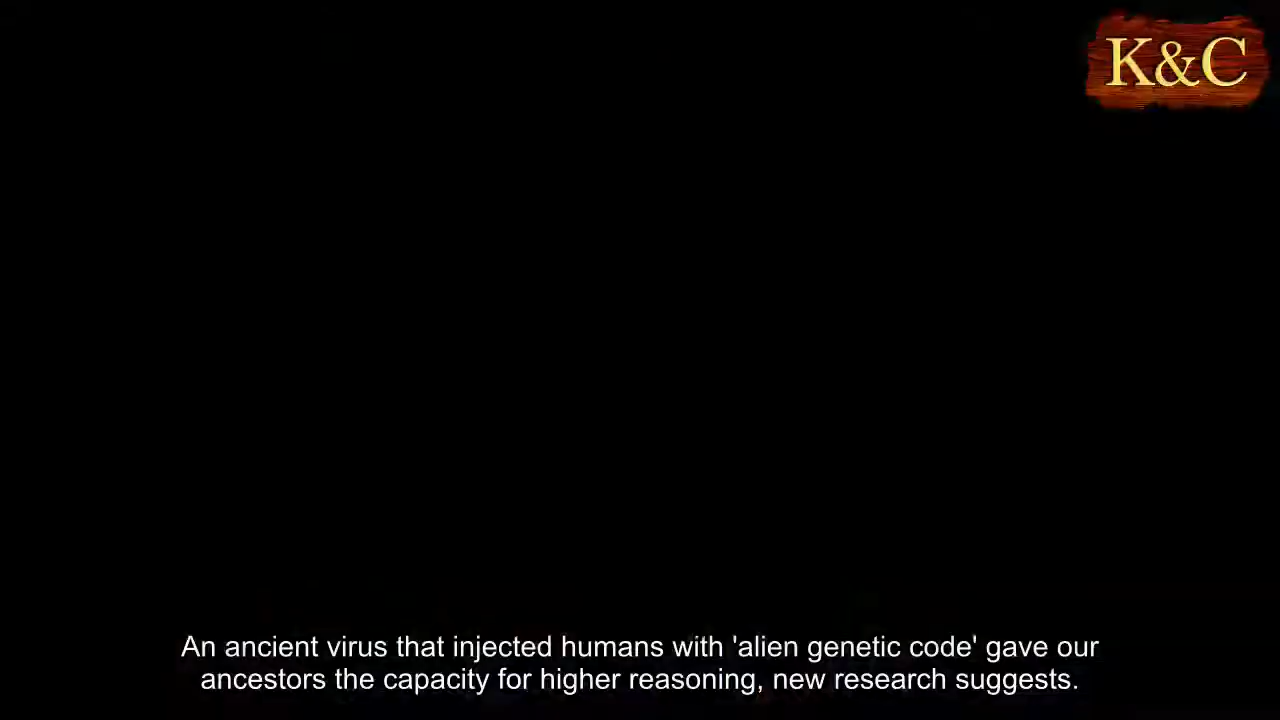 K&C
An ancient virus that injected humans with 'alien genetic code' gave our
ancestors the capacity for higher reasoning, new research suggests.